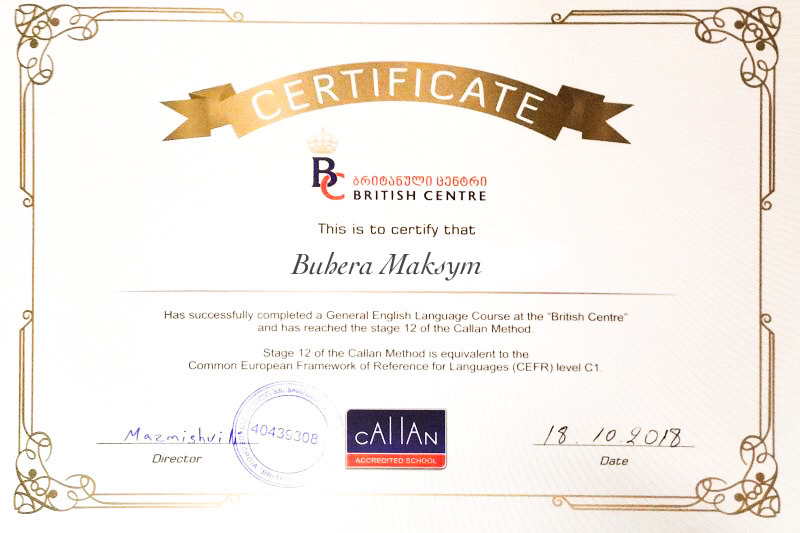 CERTIFICATE
BC
ბრიტანული ცენტრი
BRITISH CENTRE
This is to certify that
Buhera Maksym
Has successfully completed a General English Language Course at the "British Centre"
and has reached the stage 12 of the Callan Method.
Stage 12 of the Callan Method is equivalent to the
Common European Framework of Reference for Languages (CEFR) level C1.
Mazmishvili
40439308
CALLAN
ACCREDITED SCHOOL
18.10.2018
Director
Date